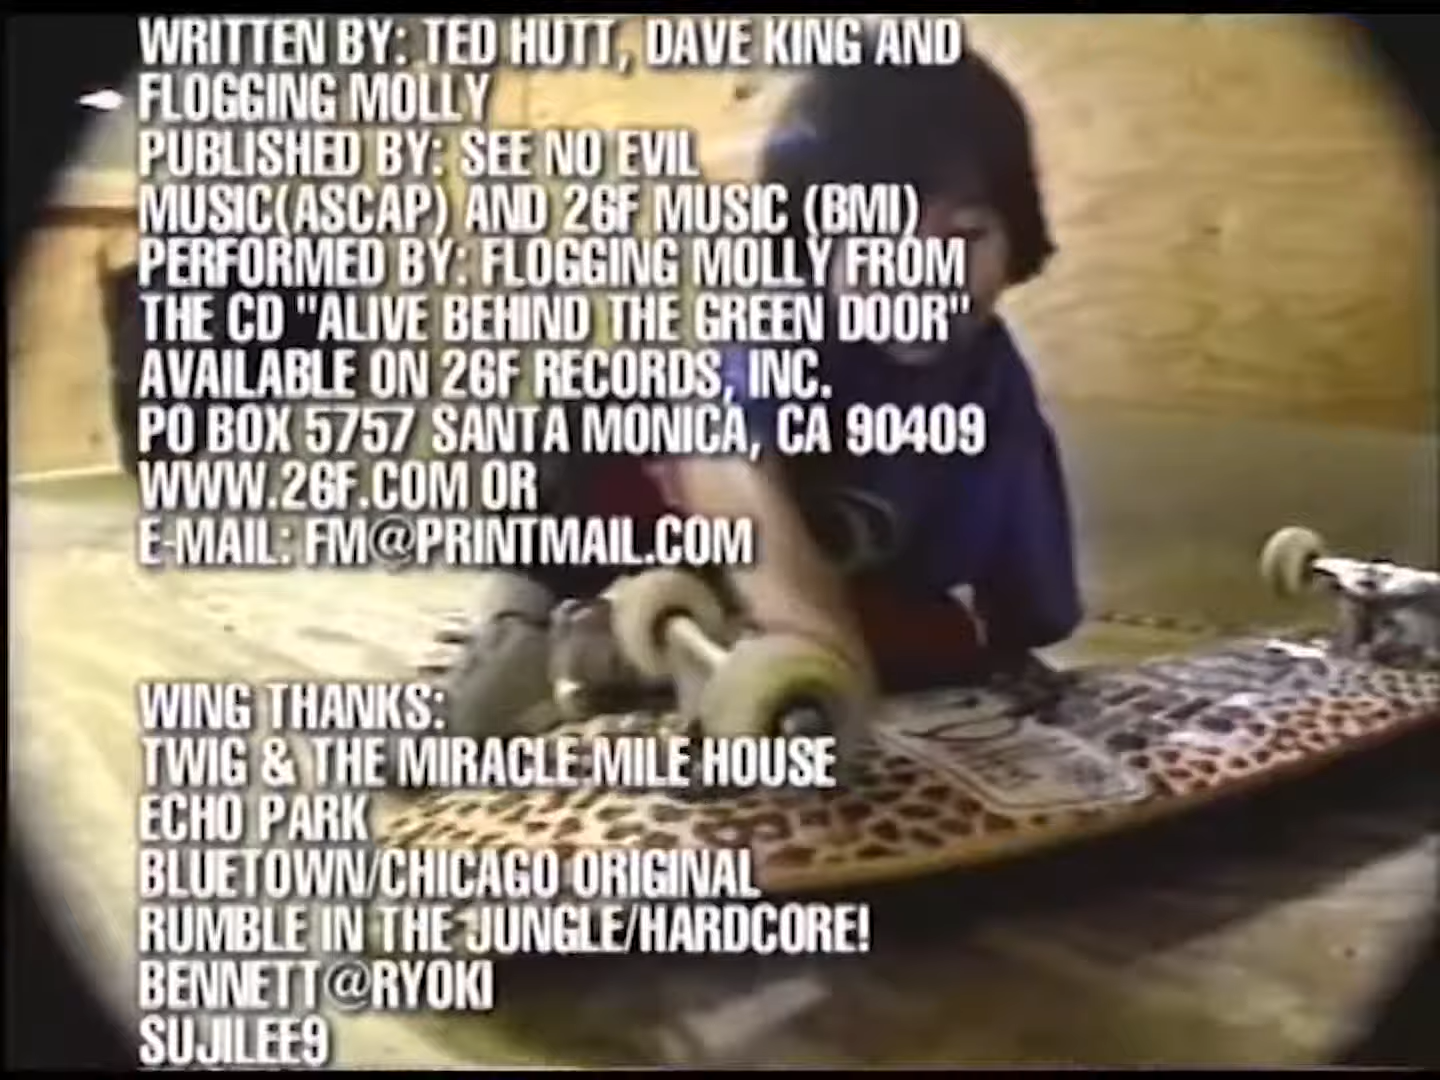 WRITTEN BY: TED HUTT, DAVE KING AND
FLOGGING MOLLY
PUBLISHED BY: SEE NO EVIL
MUSIC(ASCAP) AND 26F MUSIC (BMI)
PERFORMED BY: FLOGGING MOLLY FROM
THE CD "ALIVE BEHIND THE GREEN DOOR"
AVAILABLE ON 26F RECORDS, INC.
PO BOX 5757 SANTA MONICA, CA 90409
WWW.26F.COM OR
E-MAIL: FM@PRINTMAIL.COM
WING THANKS:
TWIG & THE MIRACLE MILE HOUSE
ECHO PARK
BLUETOWN/CHICAGO ORIGINAL
RUMBLE IN THE JUNGLE/HARDCORE!
BENNETT@RYOKI
SUJILEE9